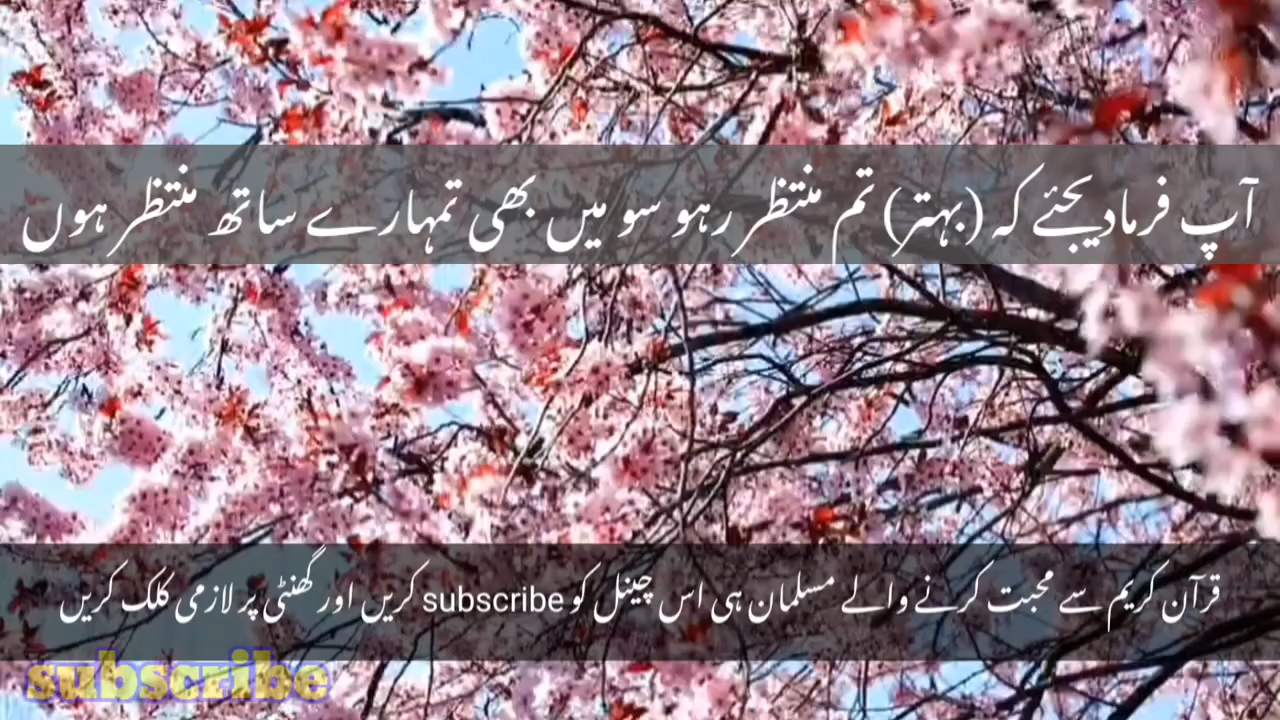 آپ فرمادیجئے کہ (بہتر) تم منتظر رہو سو میں بھی تمہارے ساتھ منتظر ہوں
قرآن کریم سے محبت کرنے والے مسلمان ہی اس چینل کو subscribe کریں اور گھنٹی پر لازمی کلک کریں
subscribe